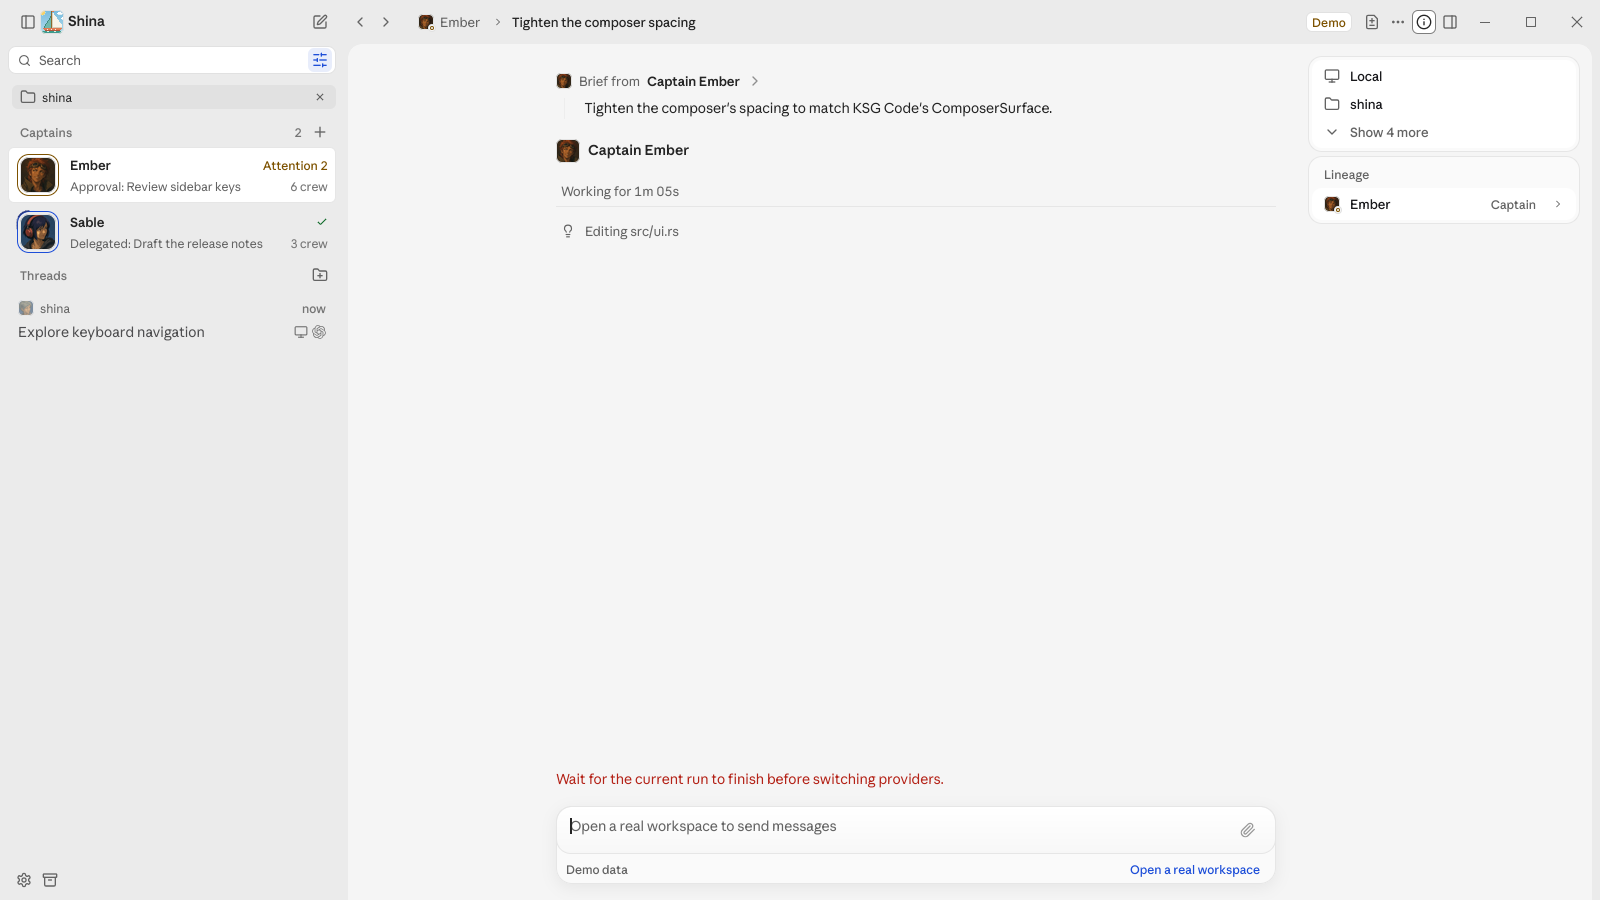 Shina
Search
shina
Captains 2
Ember Attention 2
Approval: Review sidebar keys 6 crew
Sable
Delegated: Draft the release notes 3 crew
Threads
shina now
Explore keyboard navigation
Ember Tighten the composer spacing
Demo
Brief from Captain Ember
Tighten the composer's spacing to match KSG Code's ComposerSurface.
Captain Ember
Working for 1m 05s
Editing src/ui.rs
Wait for the current run to finish before switching providers.
Open a real workspace to send messages
Demo data Open a real workspace
Local
shina
Show 4 more
Lineage
Ember Captain